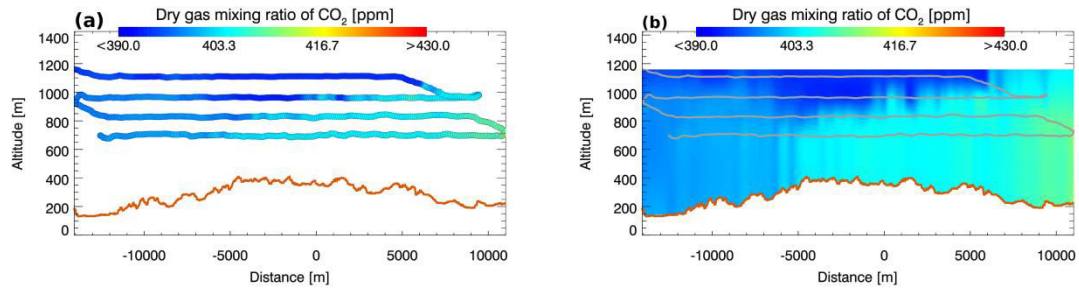 (a)
Dry gas mixing ratio of CO₂ [ppm]
<390.0 403.3 416.7 >430.0
1400
1200
1000
800
600
400
200
0
Altitude [m]
-10000 -5000 0 5000 10000
Distance [m]
(b)
Dry gas mixing ratio of CO₂ [ppm]
<390.0 403.3 416.7 >430.0
1400
1200
1000
800
600
400
200
0
Altitude [m]
-10000 -5000 0 5000 10000
Distance [m]